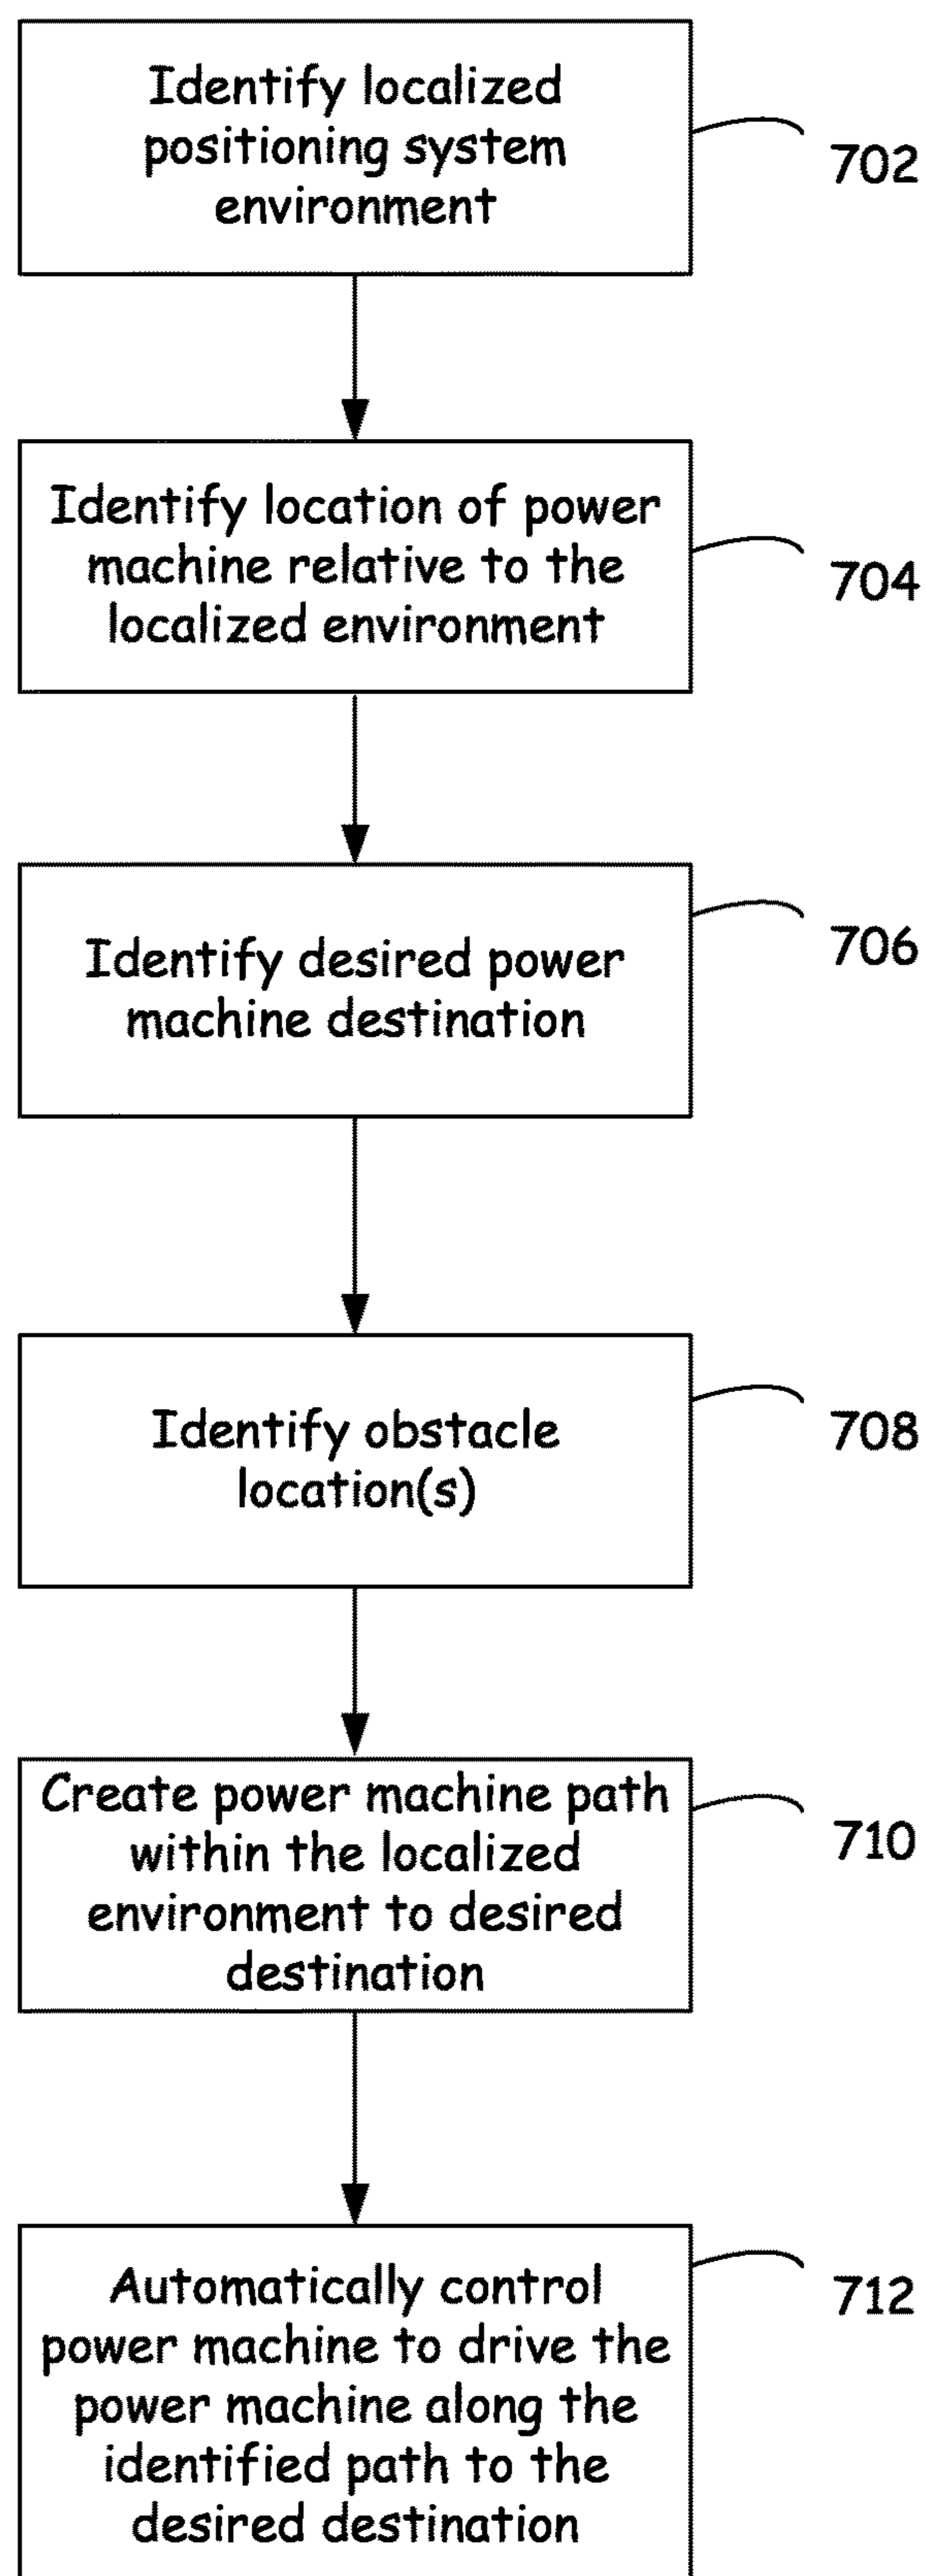 Identify localized
positioning system
environment
702
Identify location of power
machine relative to the
localized environment
704
Identify desired power
machine destination
706
Identify obstacle
location(s)
708
Create power machine path
within the localized
environment to desired
destination
710
Automatically control
power machine to drive the
power machine along the
identified path to the
desired destination
712